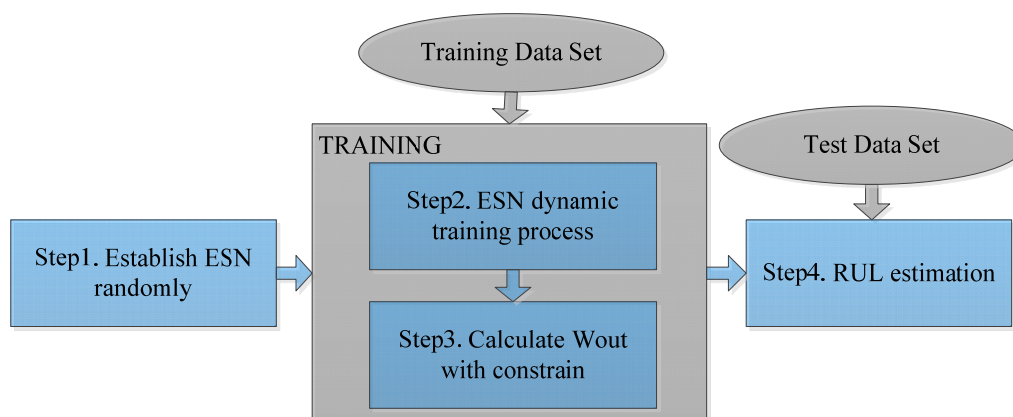 Training Data Set
TRAINING
Test Data Set
Step2. ESN dynamic
training process
Step1. Establish ESN
randomly
Step4. RUL estimation
Step3. Calculate Wout
with constrain